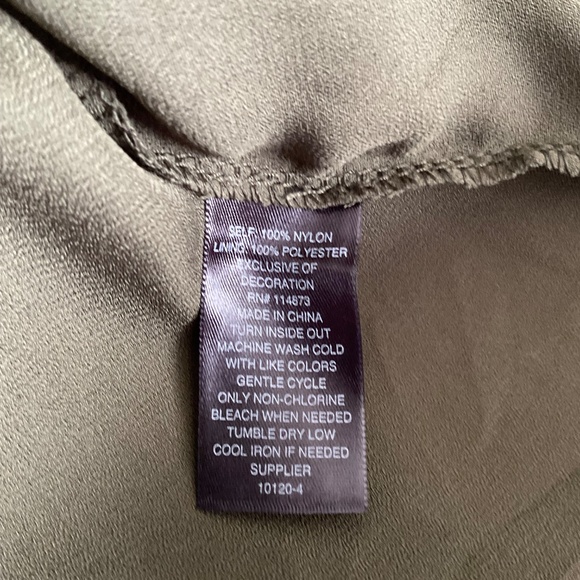 SELF: 100% NYLON
LINING: 100% POLYESTER
EXCLUSIVE OF
DECORATION
RN# 114673
MADE IN CHINA
TURN INSIDE OUT
MACHINE WASH COLD
WITH LIKE COLORS
GENTLE CYCLE
ONLY NON-CHLORINE
BLEACH WHEN NEEDED
TUMBLE DRY LOW
COOL IRON IF NEEDED
SUPPLIER
10120-4